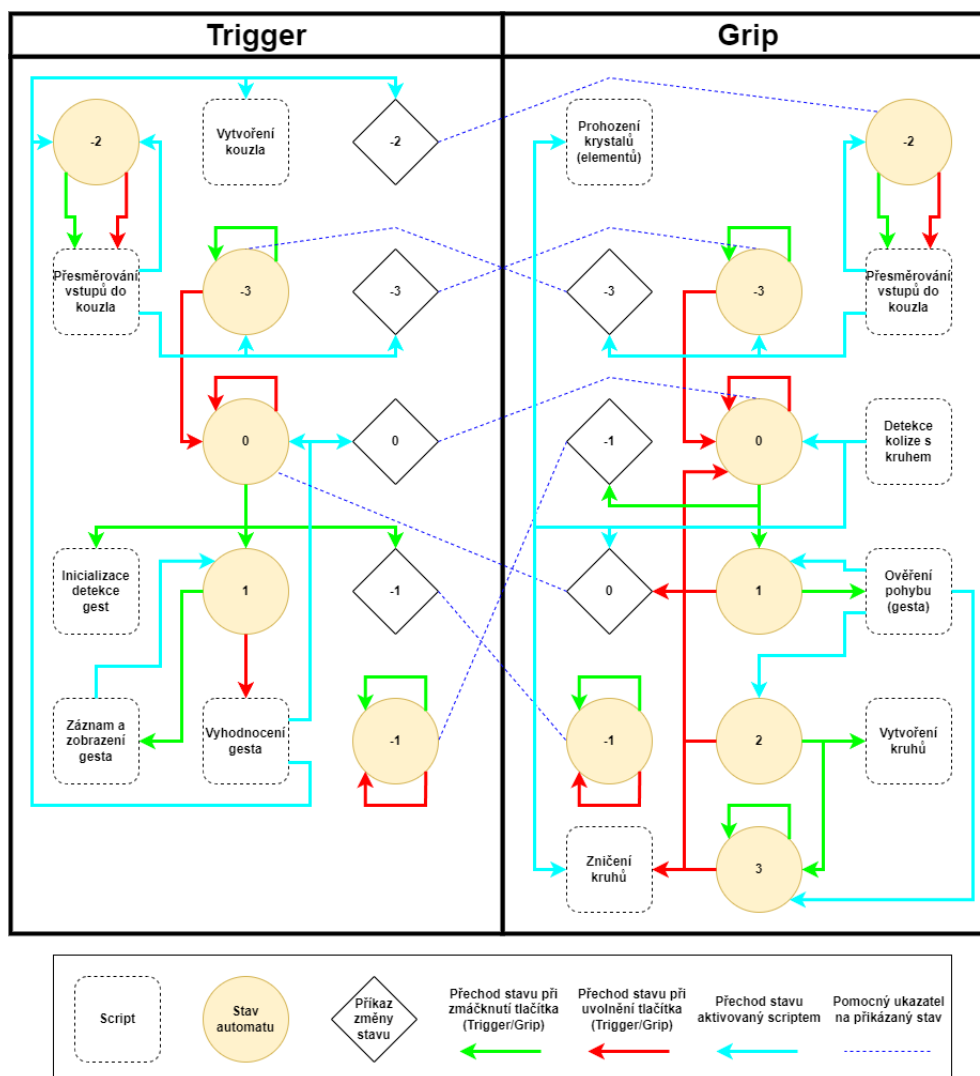 Trigger
Grip
-2
Vytvoření
kouzla
-2
Prohození
krystalů
(elementů)
-2
Přesměrování
vstupů do
kouzla
-3
-3
-3
-3
Přesměrování
vstupů do
kouzla
0
0
-1
0
Detekce
kolize s
kruhem
Inicializace
detekce
gest
1
-1
0
1
Ověření
pohybu
(gesta)
Záznam a
zobrazení
gesta
Vyhodnocení
gesta
-1
-1
2
Vytvoření
kruhů
Zničení
kruhů
3
Script
Stav
automatu
Příkaz
změny
stavu
Přechod stavu při
zmáčknutí tlačítka
(Trigger/Grip)
Přechod stavu při
uvolnění tlačítka
(Trigger/Grip)
Přechod stavu
aktivovaný scriptem
Pomocný ukazatel
na přikázaný stav